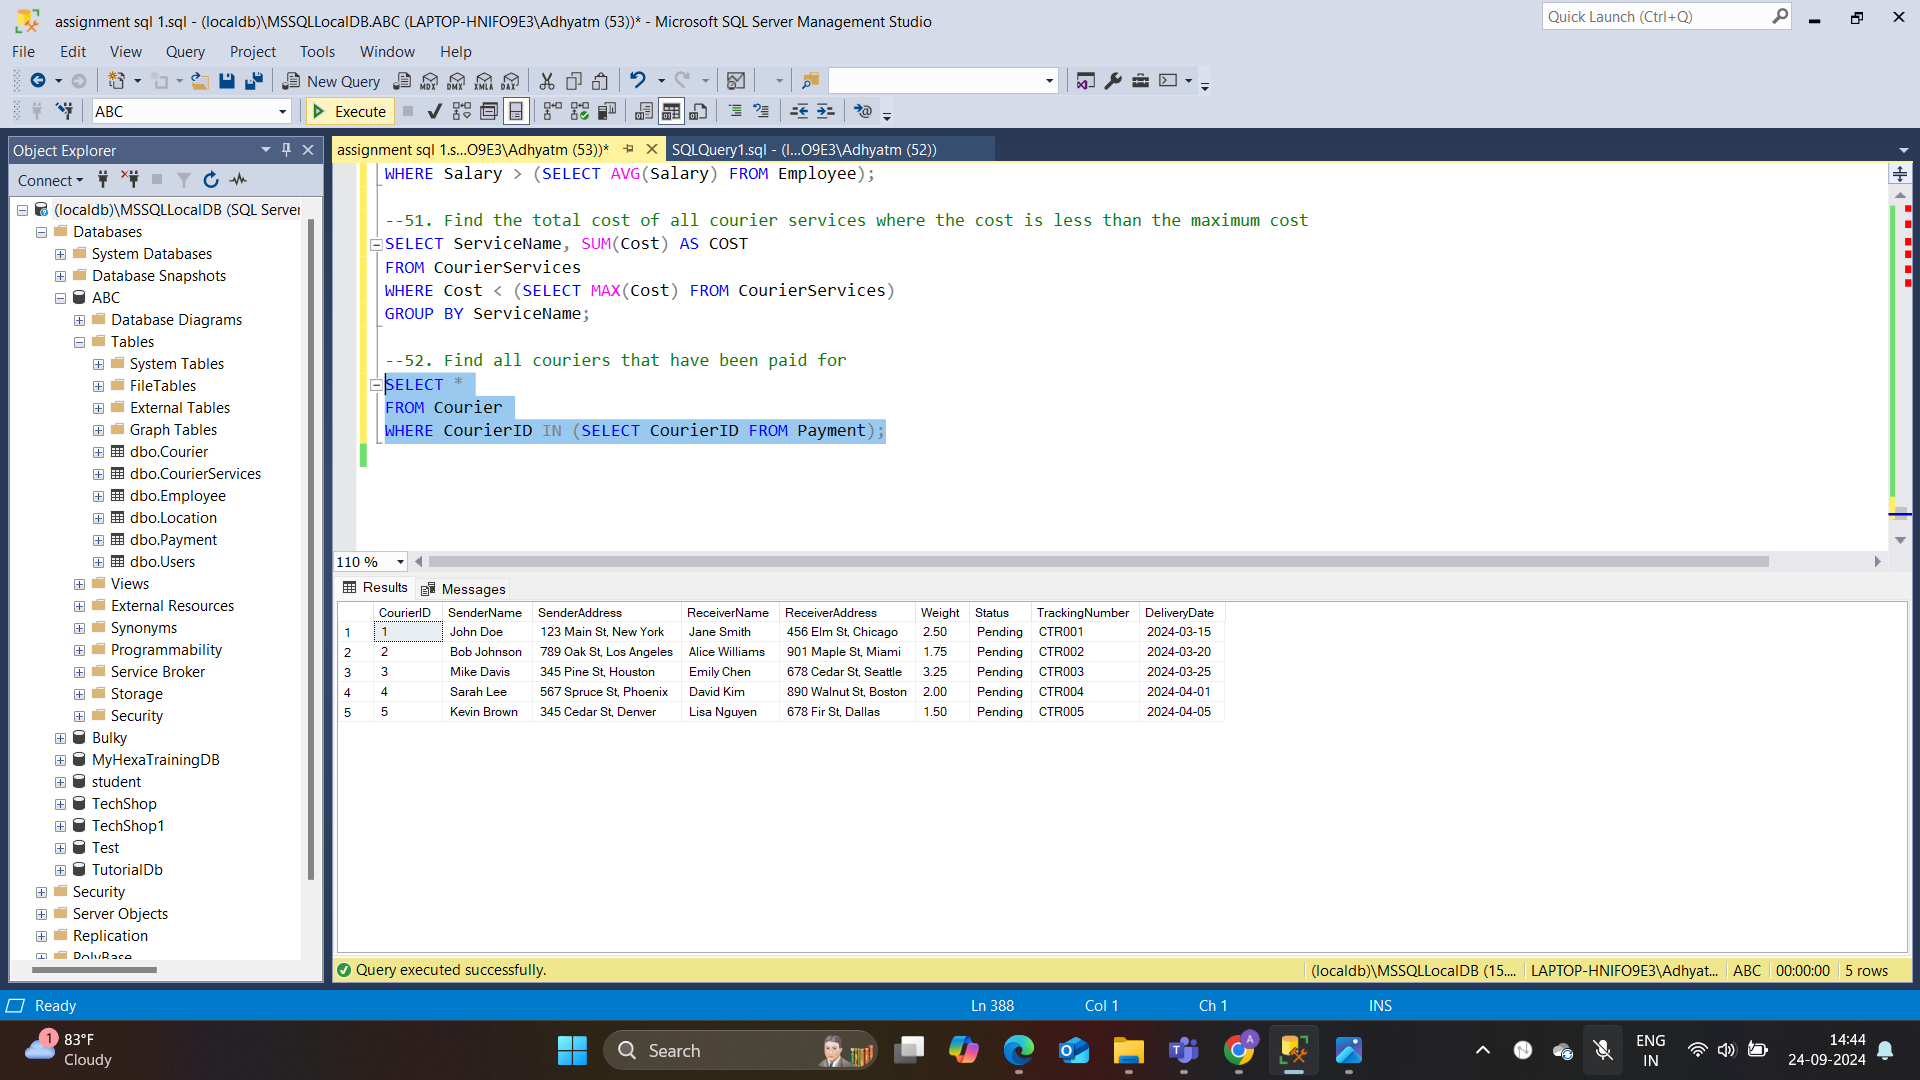 assignment sql 1.sql - (localdb)\MSSQLLocalDB.ABC (LAPTOP-HNIFO9E3\Adhyatm (53))* - Microsoft SQL Server Management Studio
Quick Launch (Ctrl+Q)
File Edit View Query Project Tools Window Help
New Query MDX DMX XMLA DAX
ABC Execute
Object Explorer
Connect
(localdb)\MSSQLLocalDB (SQL Server
Databases
System Databases
Database Snapshots
ABC
Database Diagrams
Tables
System Tables
FileTables
External Tables
Graph Tables
dbo.Courier
dbo.CourierServices
dbo.Employee
dbo.Location
dbo.Payment
dbo.Users
Views
External Resources
Synonyms
Programmability
Service Broker
Storage
Security
Bulky
MyHexaTrainingDB
student
TechShop
TechShop1
Test
TutorialDb
Security
Server Objects
Replication
PolyBase
assignment sql 1.s...O9E3\Adhyatm (53))* SQLQuery1.sql - (l...O9E3\Adhyatm (52))
WHERE Salary > (SELECT AVG(Salary) FROM Employee);
--51. Find the total cost of all courier services where the cost is less than the maximum cost
SELECT ServiceName, SUM(Cost) AS COST
FROM CourierServices
WHERE Cost < (SELECT MAX(Cost) FROM CourierServices)
GROUP BY ServiceName;
--52. Find all couriers that have been paid for
SELECT *
FROM Courier
WHERE CourierID IN (SELECT CourierID FROM Payment);
110 %
Results Messages
CourierID SenderName SenderAddress ReceiverName ReceiverAddress Weight Status TrackingNumber DeliveryDate
1 1 John Doe 123 Main St, New York Jane Smith 456 Elm St, Chicago 2.50 Pending CTR001 2024-03-15
2 2 Bob Johnson 789 Oak St, Los Angeles Alice Williams 901 Maple St, Miami 1.75 Pending CTR002 2024-03-20
3 3 Mike Davis 345 Pine St, Houston Emily Chen 678 Cedar St, Seattle 3.25 Pending CTR003 2024-03-25
4 4 Sarah Lee 567 Spruce St, Phoenix David Kim 890 Walnut St, Boston 2.00 Pending CTR004 2024-04-01
5 5 Kevin Brown 345 Cedar St, Denver Lisa Nguyen 678 Fir St, Dallas 1.50 Pending CTR005 2024-04-05
Query executed successfully. (localdb)\MSSQLLocalDB (15.... LAPTOP-HNIFO9E3\Adhyat... ABC 00:00:00 5 rows
Ready Ln 388 Col 1 Ch 1 INS
1 83°F
Cloudy
Search
A
ENG
IN
14:44
24-09-2024